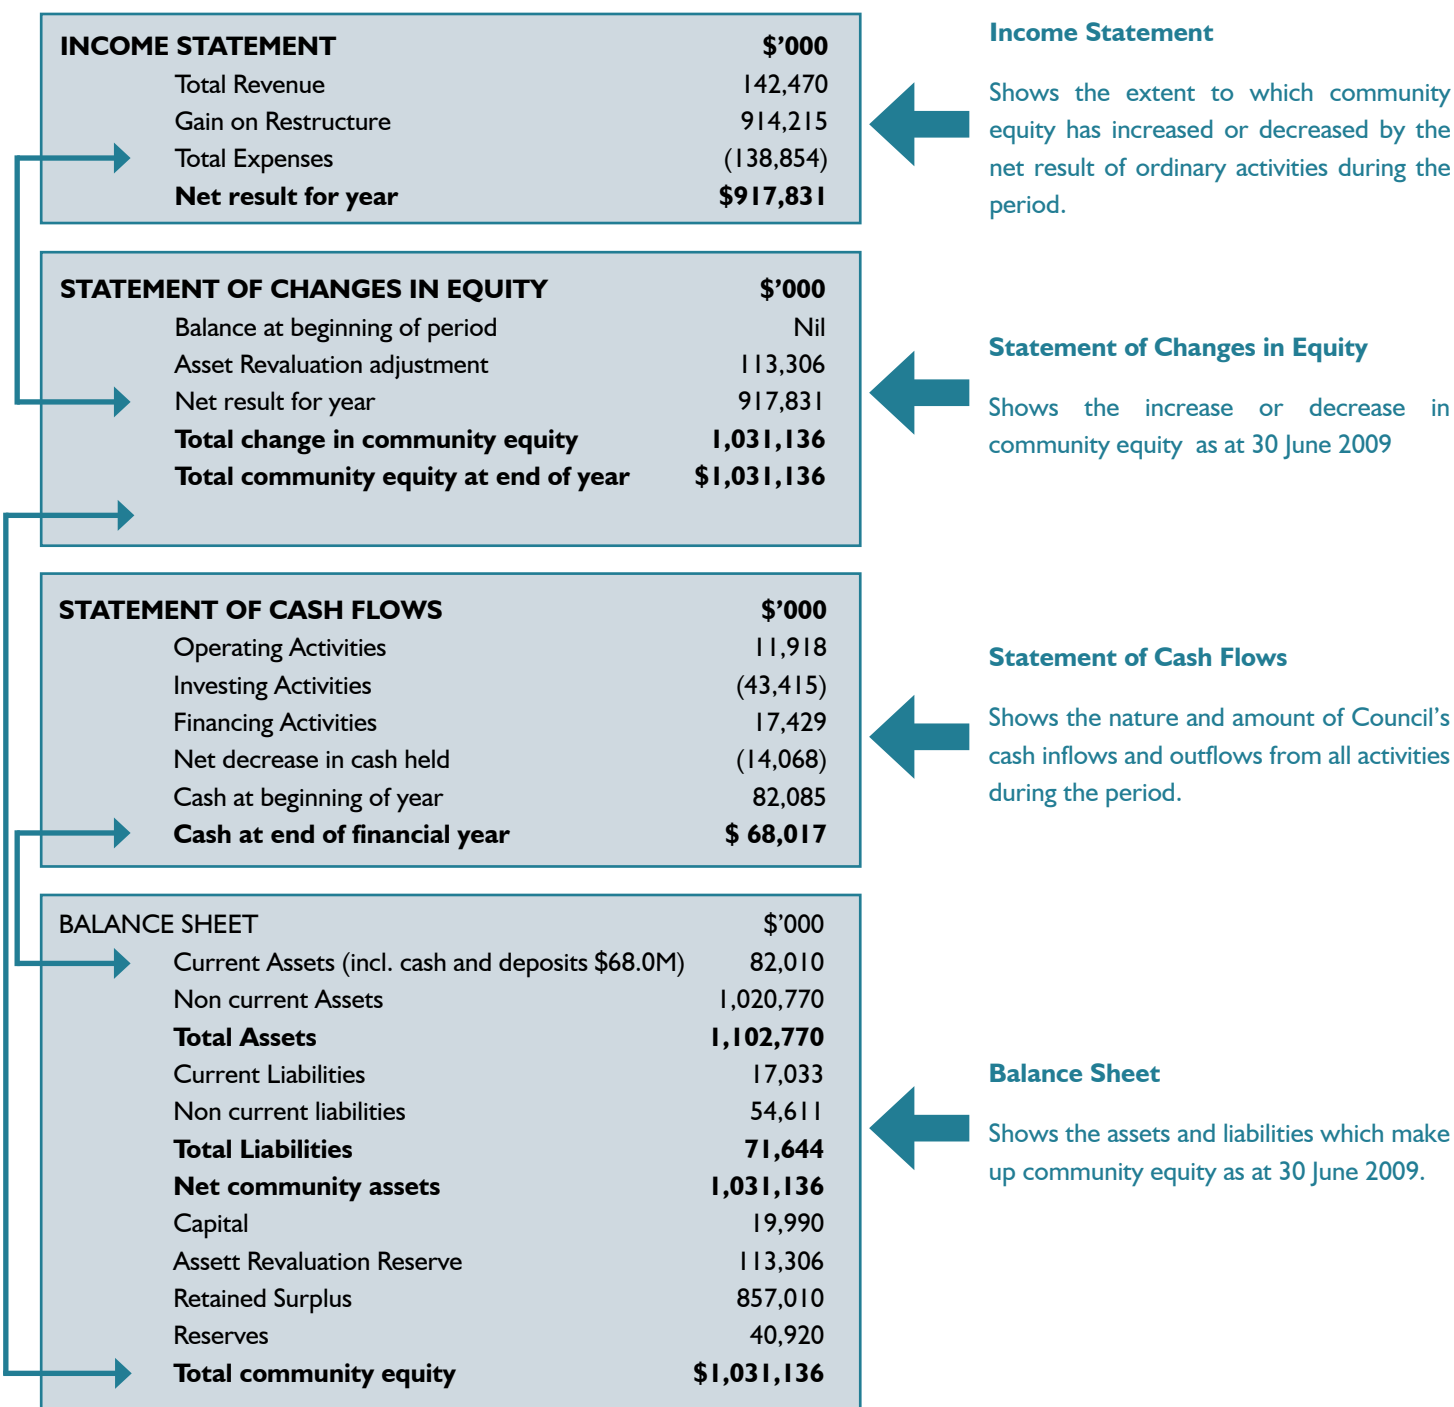 INCOME STATEMENT $'000
Total Revenue 142,470
Gain on Restructure 914,215
Total Expenses (138,854)
Net result for year $917,831
Income Statement
Shows the extent to which community
equity has increased or decreased by the
net result of ordinary activities during the
period.
STATEMENT OF CHANGES IN EQUITY $'000
Balance at beginning of period Nil
Asset Revaluation adjustment 113,306
Net result for year 917,831
Total change in community equity 1,031,136
Total community equity at end of year $1,031,136
Statement of Changes in Equity
Shows the increase or decrease in
community equity as at 30 June 2009
STATEMENT OF CASH FLOWS $'000
Operating Activities 11,918
Investing Activities (43,415)
Financing Activities 17,429
Net decrease in cash held (14,068)
Cash at beginning of year 82,085
Cash at end of financial year $ 68,017
Statement of Cash Flows
Shows the nature and amount of Council's
cash inflows and outflows from all activities
during the period.
BALANCE SHEET $'000
Current Assets (incl. cash and deposits $68.0M) 82,010
Non current Assets 1,020,770
Total Assets 1,102,770
Current Liabilities 17,033
Non current liabilities 54,611
Total Liabilities 71,644
Net community assets 1,031,136
Capital 19,990
Assett Revaluation Reserve 113,306
Retained Surplus 857,010
Reserves 40,920
Total community equity $1,031,136
Balance Sheet
Shows the assets and liabilities which make
up community equity as at 30 June 2009.